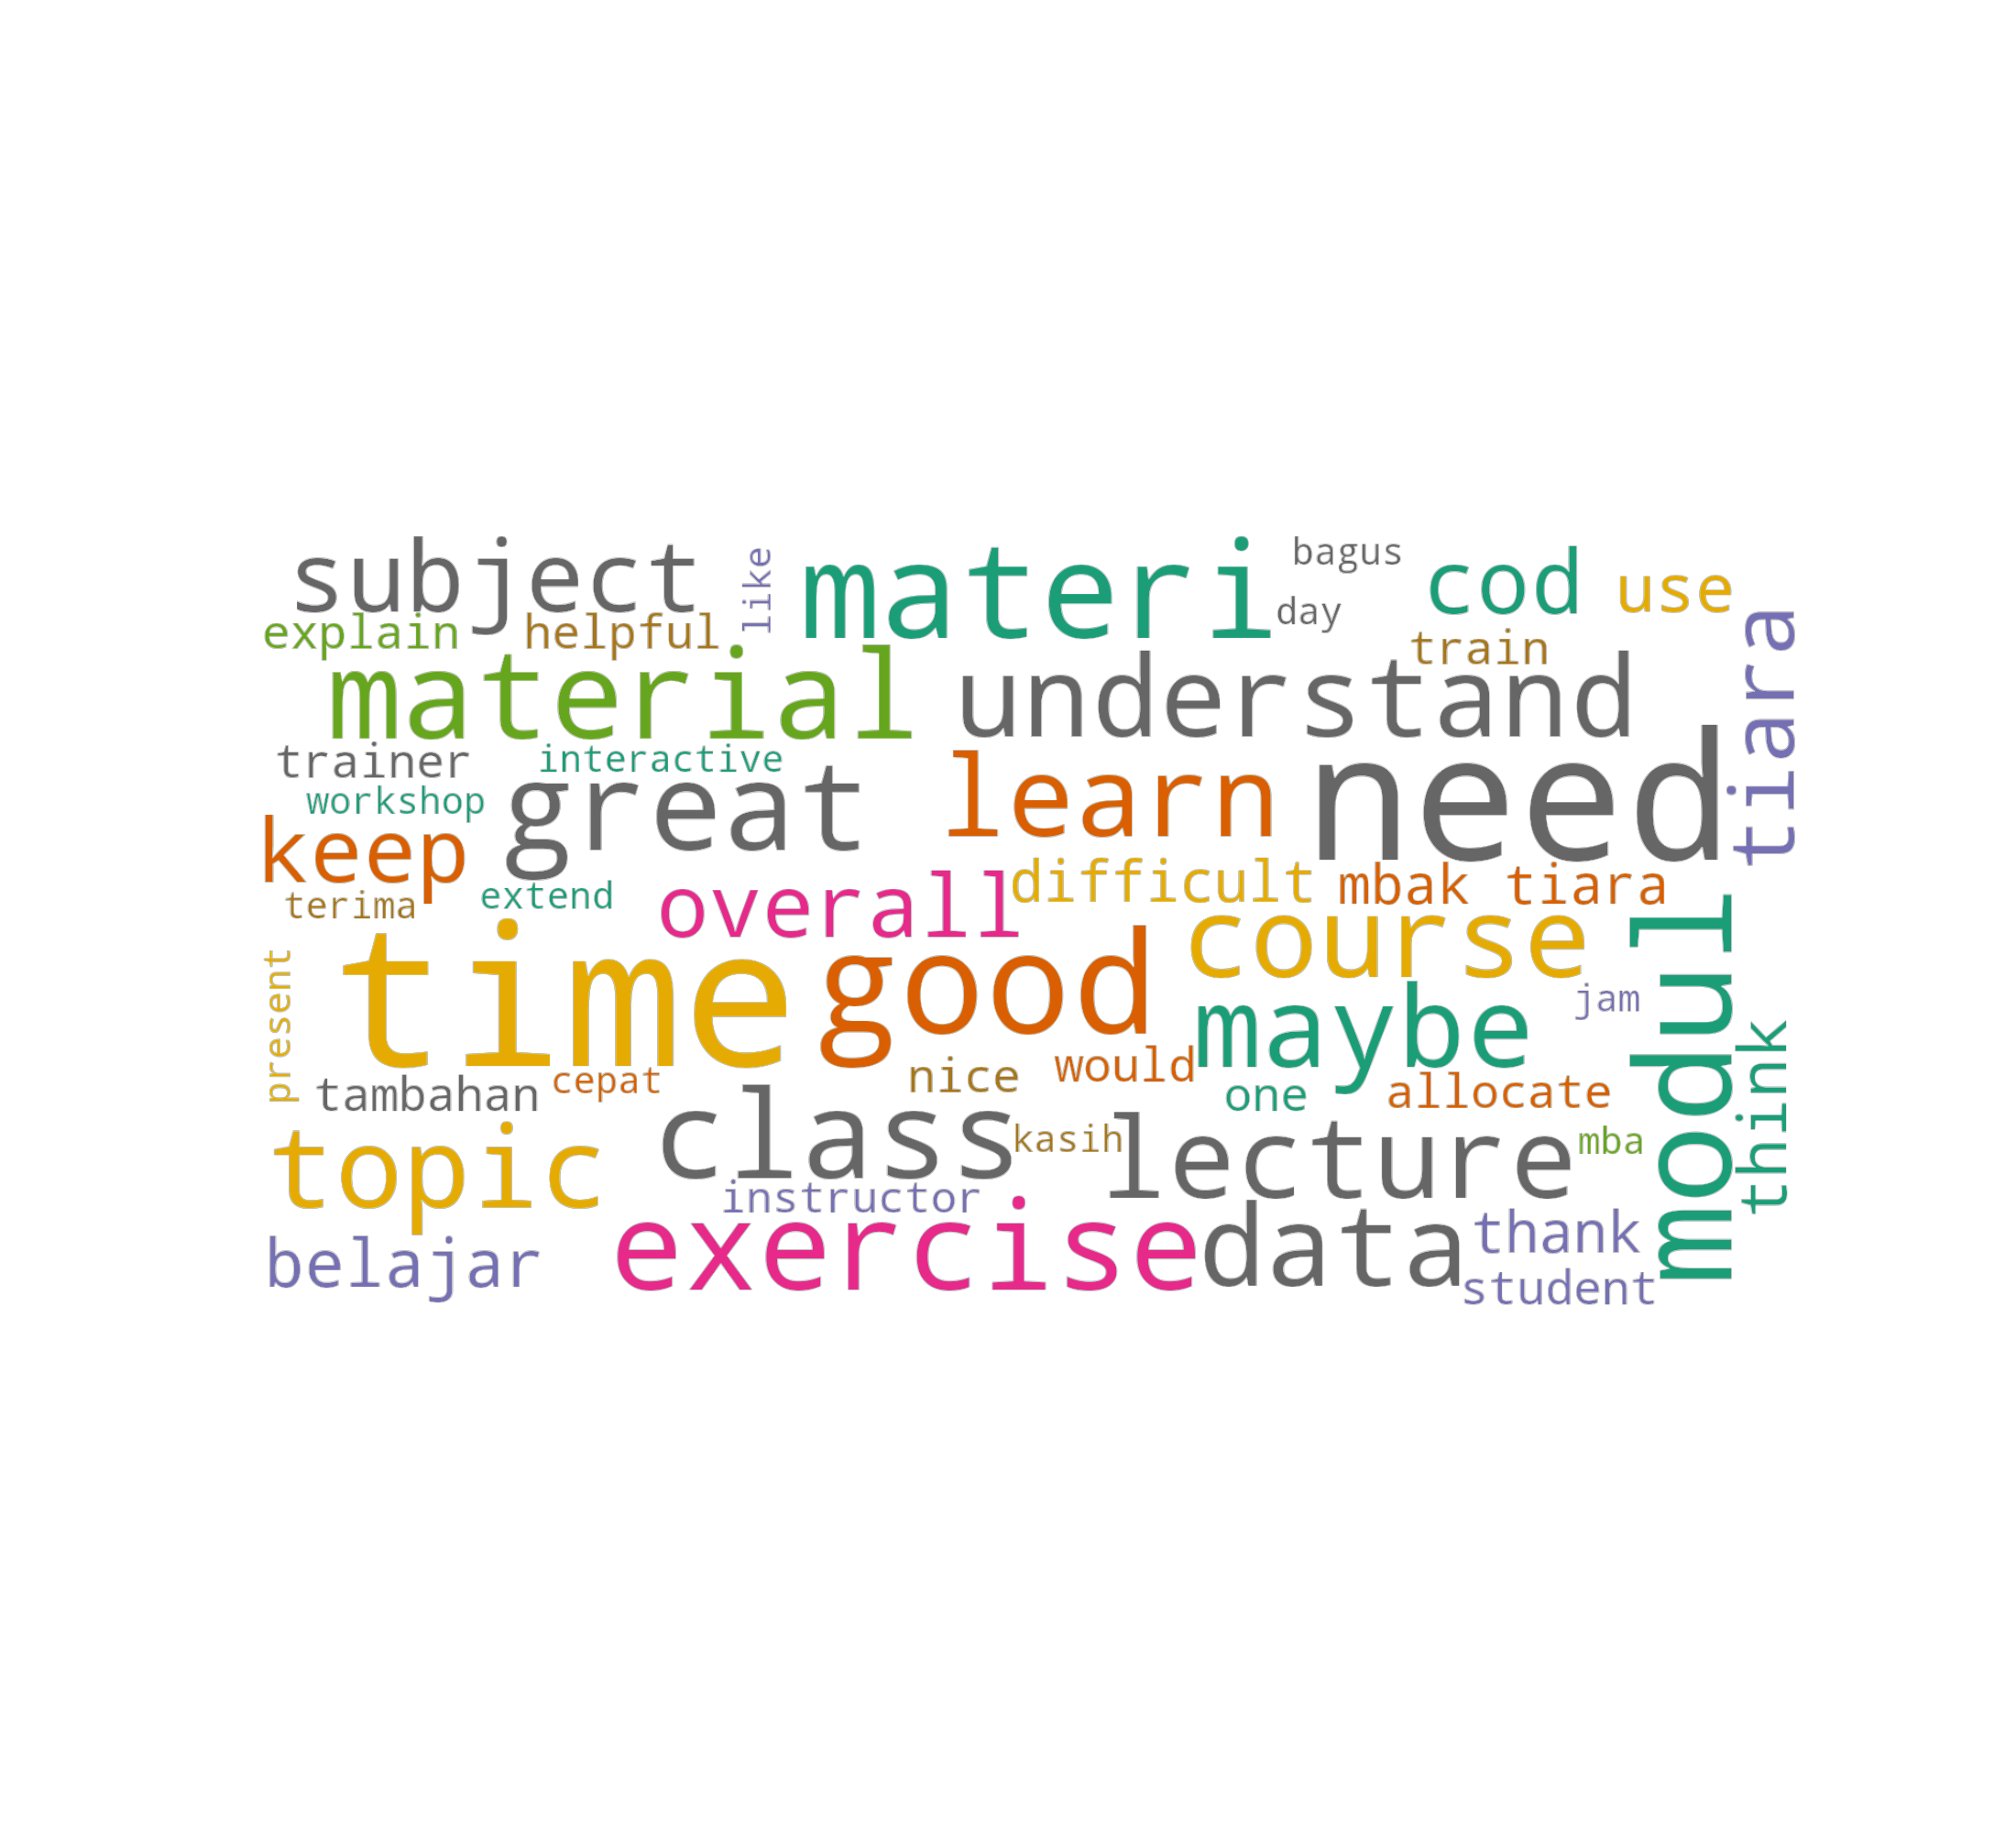 subject
like
materi
bagus
day
cod
use
explain
helpful
train
tiara
material
understand
trainer
interactive
workshop
great
learn
need
keep
terima
extend
overall
difficult
mbak tiara
present
time
good
course
modul
maybe
jam
think
tambahan
cepat
nice
would
one
allocate
topic
class
kasih
lecture
mba
instructor
belajar
exercise
data
thank
student